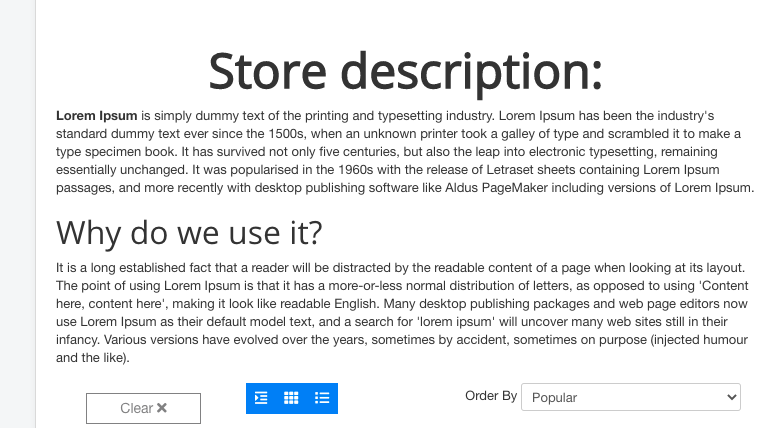 Store description:
Lorem Ipsum is simply dummy text of the printing and typesetting industry. Lorem Ipsum has been the industry's
standard dummy text ever since the 1500s, when an unknown printer took a galley of type and scrambled it to make a
type specimen book. It has survived not only five centuries, but also the leap into electronic typesetting, remaining
essentially unchanged. It was popularised in the 1960s with the release of Letraset sheets containing Lorem Ipsum
passages, and more recently with desktop publishing software like Aldus PageMaker including versions of Lorem Ipsum.
Why do we use it?
It is a long established fact that a reader will be distracted by the readable content of a page when looking at its layout.
The point of using Lorem Ipsum is that it has a more-or-less normal distribution of letters, as opposed to using 'Content
here, content here', making it look like readable English. Many desktop publishing packages and web page editors now
use Lorem Ipsum as their default model text, and a search for 'lorem ipsum' will uncover many web sites still in their
infancy. Various versions have evolved over the years, sometimes by accident, sometimes on purpose (injected humour
and the like).
Clear
Order By Popular